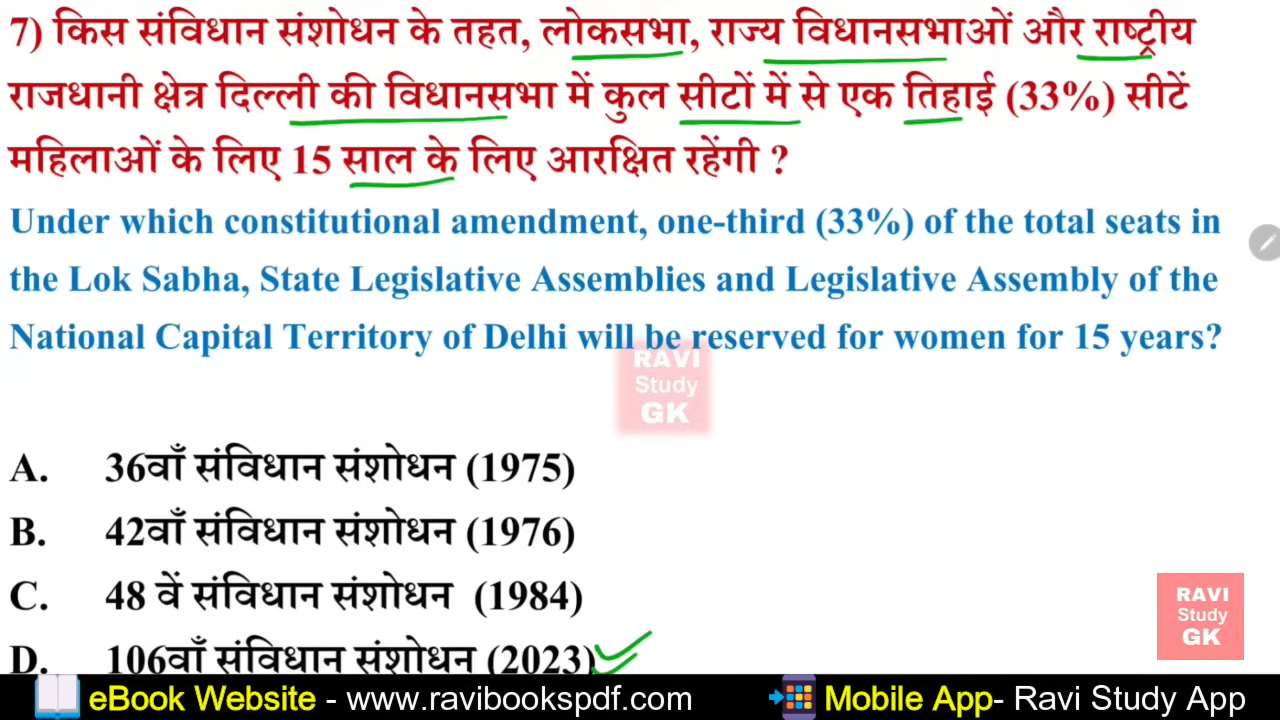 7) किस संविधान संशोधन के तहत, लोकसभा, राज्य विधानसभाओं और राष्ट्रीय
राजधानी क्षेत्र दिल्ली की विधानसभा में कुल सीटों में से एक तिहाई (33%) सीटें
महिलाओं के लिए 15 साल के लिए आरक्षित रहेंगी ?
Under which constitutional amendment, one-third (33%) of the total seats in
the Lok Sabha, State Legislative Assemblies and Legislative Assembly of the
National Capital Territory of Delhi will be reserved for women for 15 years?
RAVI
Study
GK
A. 36वाँ संविधान संशोधन (1975)
B. 42वाँ संविधान संशोधन (1976)
C. 48 वें संविधान संशोधन (1984)
D. 106वाँ संविधान संशोधन (2023)
RAVI
Study
GK
eBook Website - www.ravibookspdf.com Mobile App- Ravi Study App